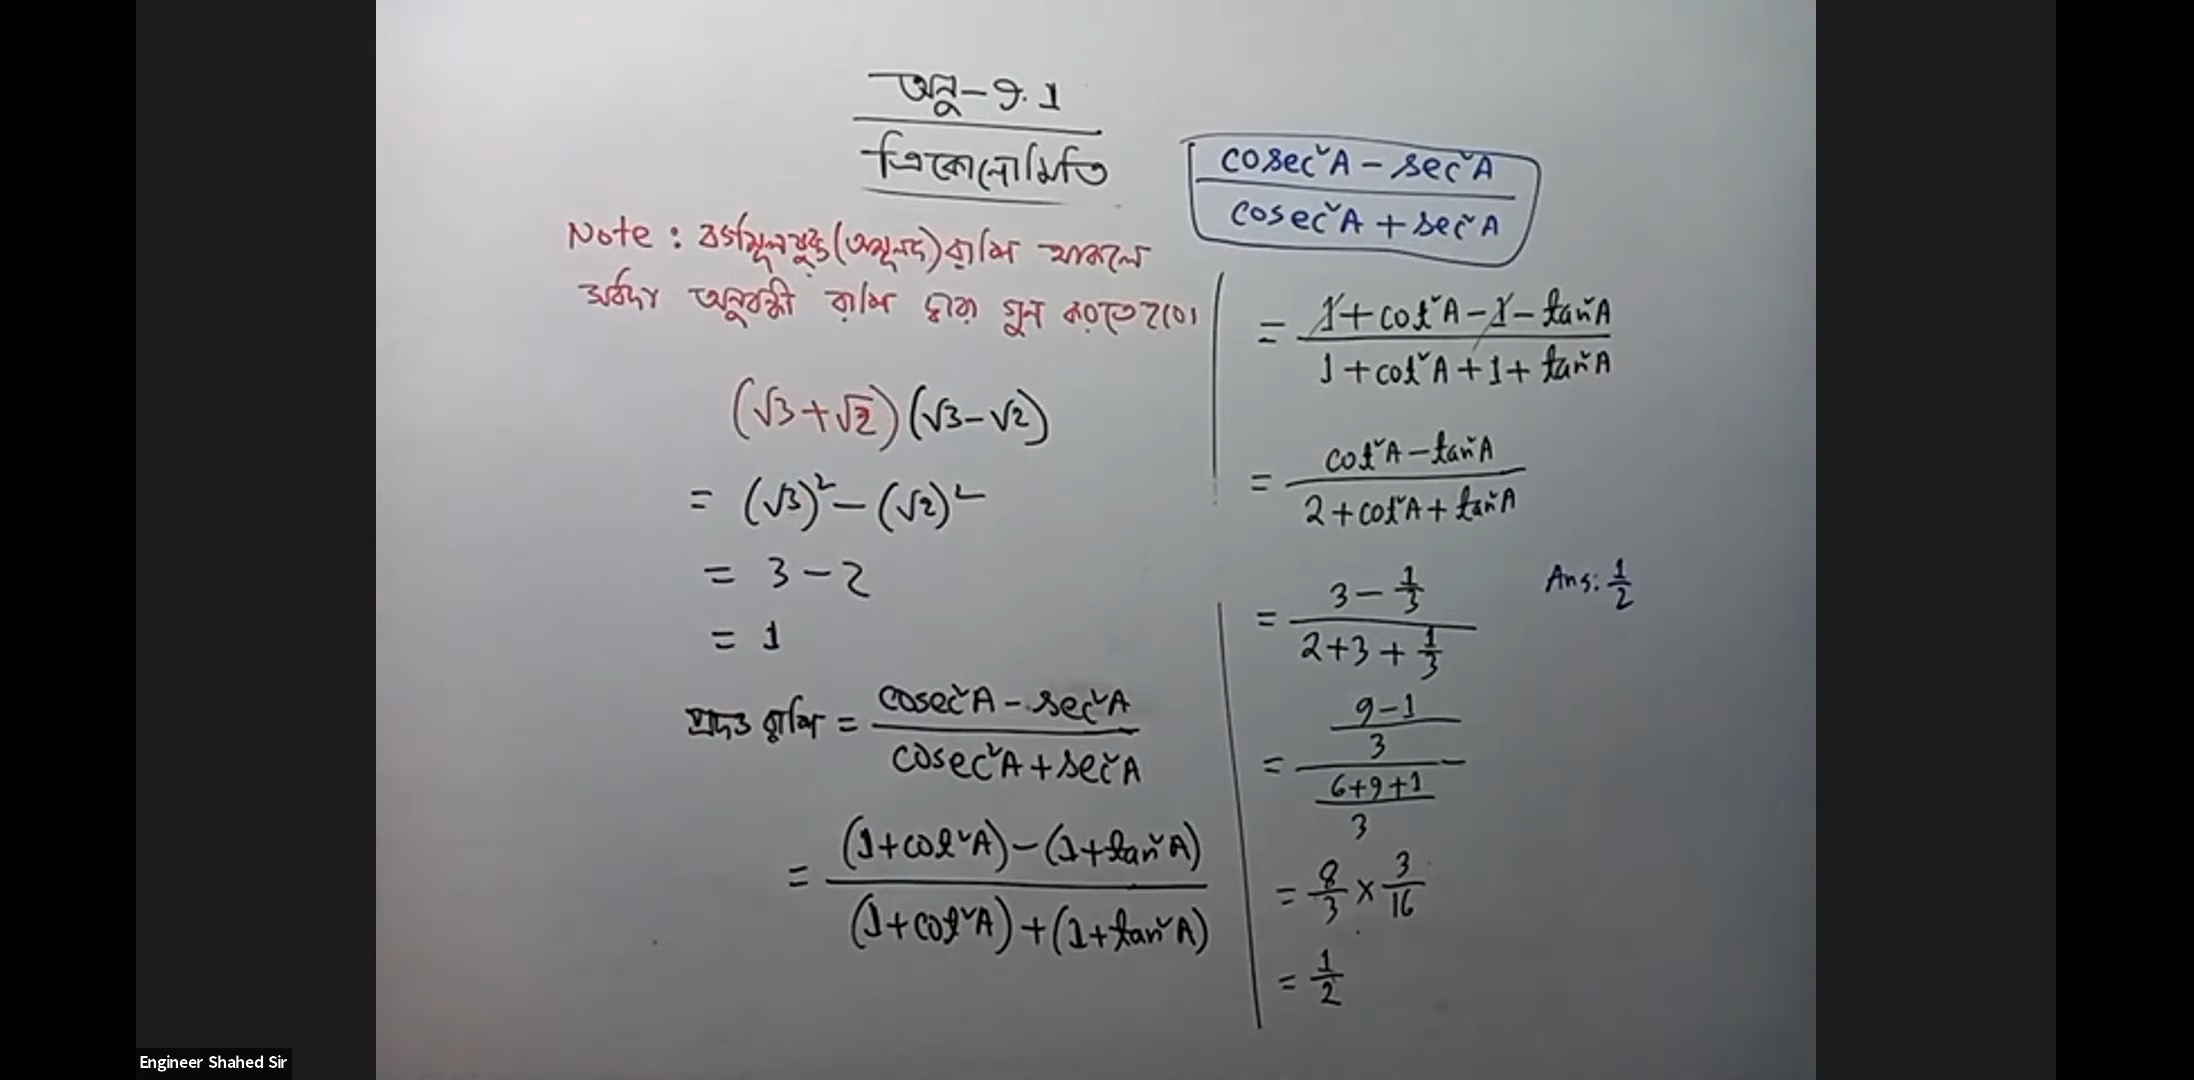 অনু-৯.1
ত্রিকোনোমিতি
Note : বর্গমূলযুক্ত (অমূলদ) রাশি থাকলে
সর্বদা অনুবন্ধী রাশি দ্বারা গুন করতে হবে।
(√3+√2)(√3-√2)
= (√3)² - (√2)²
= 3 - 2
= 1
প্রদত্ত রাশি = (cosec²A - sec²A)/(cosec²A + sec²A)
= ((1+cot²A) - (1+tan²A))/((1+cot²A) + (1+tan²A))
(cosec²A - sec²A)/(cosec²A + sec²A)
= (1+cot²A - 1 - tan²A)/(1+cot²A + 1 + tan²A)
= (cot²A - tan²A)/(2+cot²A + tan²A)
= (3 - 1/3)/(2+3+1/3)
Ans: 1/2
= ((9-1)/3)/((6+9+1)/3)
= 8/3 × 3/16
= 1/2
Engineer Shahed Sir